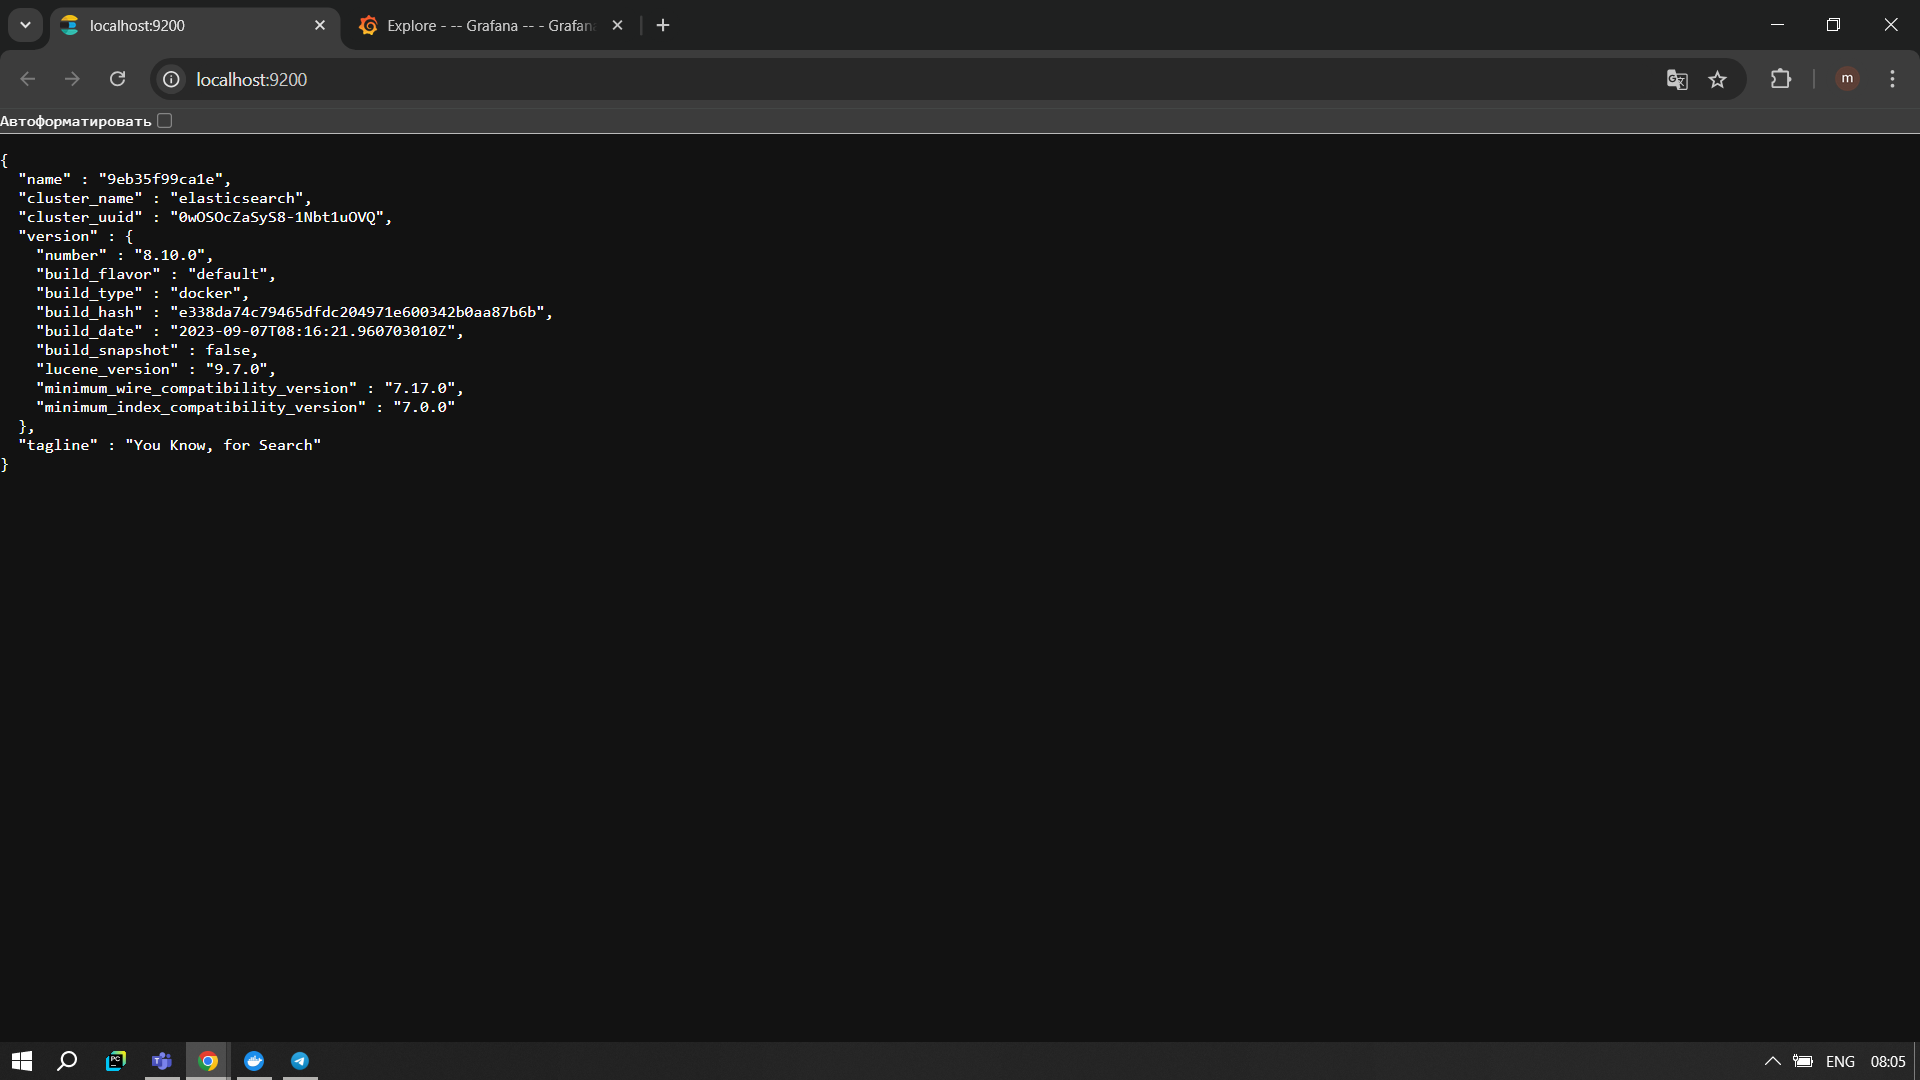 localhost:9200
Explore - -- Grafana -- - Grafana
localhost:9200
m
Автоформатировать
{
"name" : "9eb35f99ca1e",
"cluster_name" : "elasticsearch",
"cluster_uuid" : "0wOSOcZaSyS8-1Nbt1uOVQ",
"version" : {
"number" : "8.10.0",
"build_flavor" : "default",
"build_type" : "docker",
"build_hash" : "e338da74c79465dfdc204971e600342b0aa87b6b",
"build_date" : "2023-09-07T08:16:21.960703010Z",
"build_snapshot" : false,
"lucene_version" : "9.7.0",
"minimum_wire_compatibility_version" : "7.17.0",
"minimum_index_compatibility_version" : "7.0.0"
},
"tagline" : "You Know, for Search"
}
PC
ENG
08:05